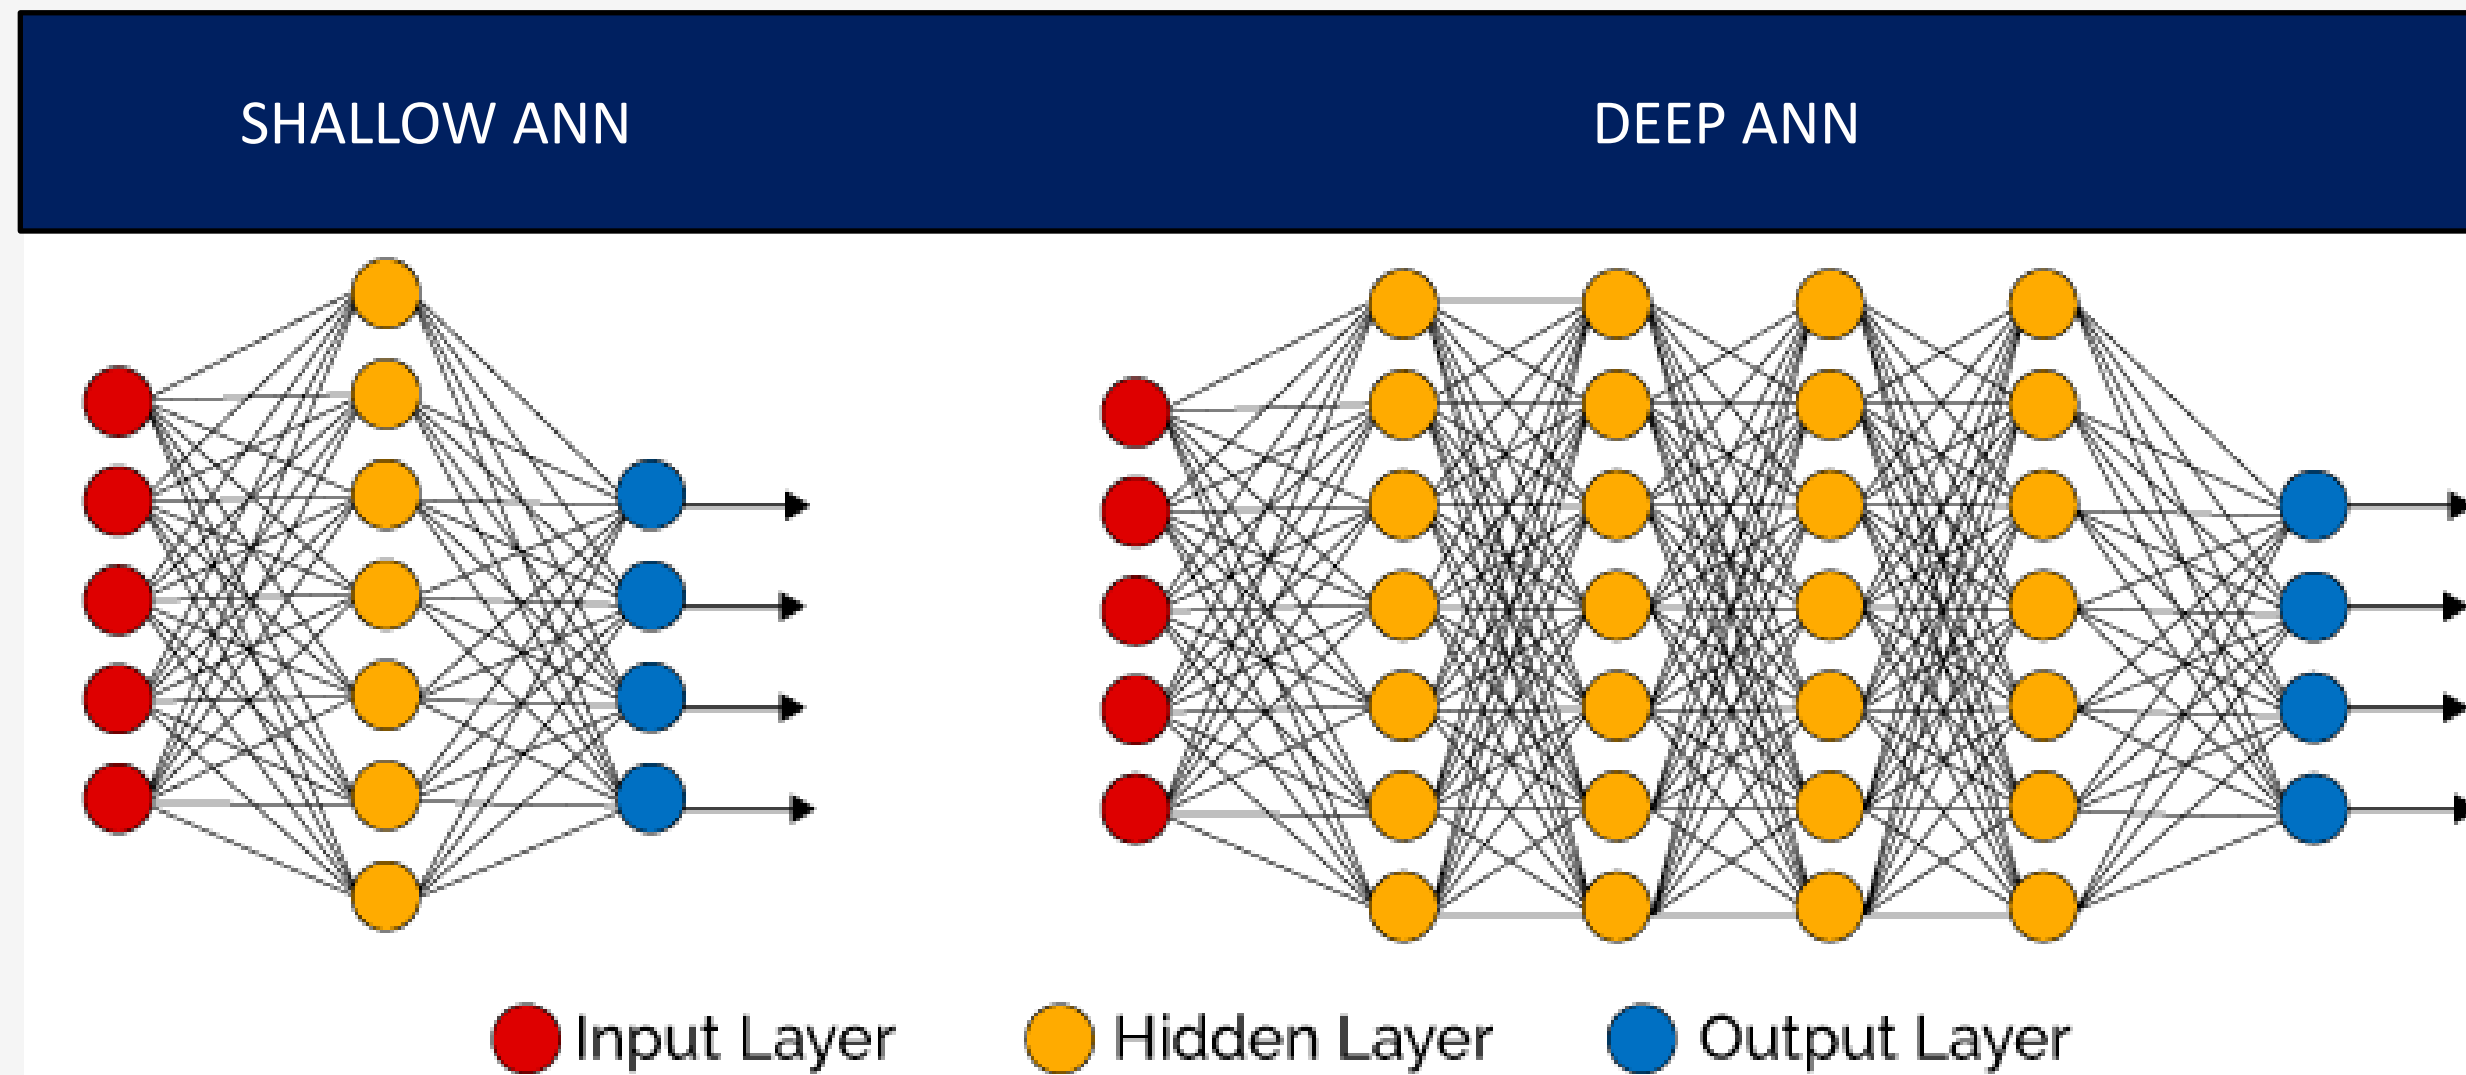 SHALLOW ANN
DEEP ANN
Input Layer
Hidden Layer
Output Layer